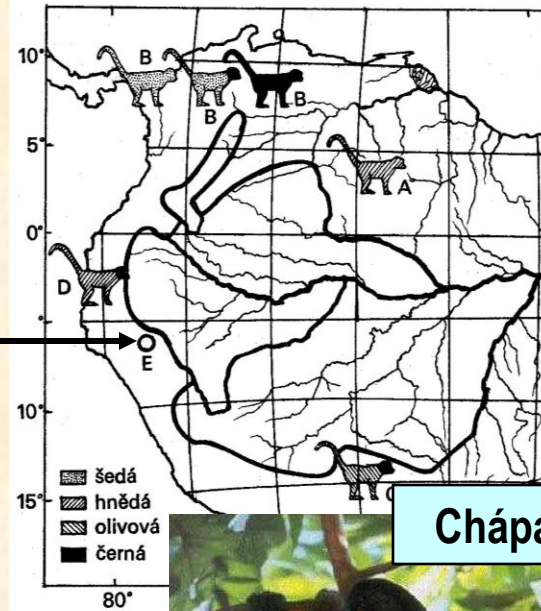 10°
B
B
B
5°
A
0°
D
E
10°
šedá
hnědá
olivová
černá
15°
80°
Chápa